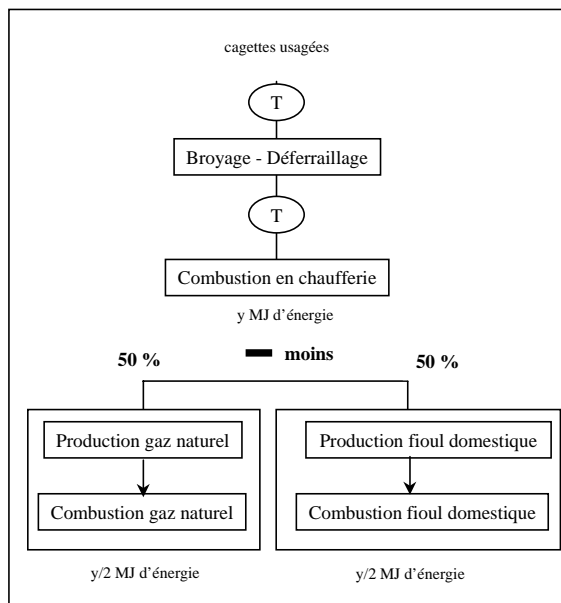 cagettes usagées
T
Broyage - Déferraillage
T
Combustion en chaufferie
y MJ d'énergie
moins
50 %
50 %
Production gaz naturel
Production fioul domestique
Combustion gaz naturel
Combustion fioul domestique
y/2 MJ d'énergie
y/2 MJ d'énergie